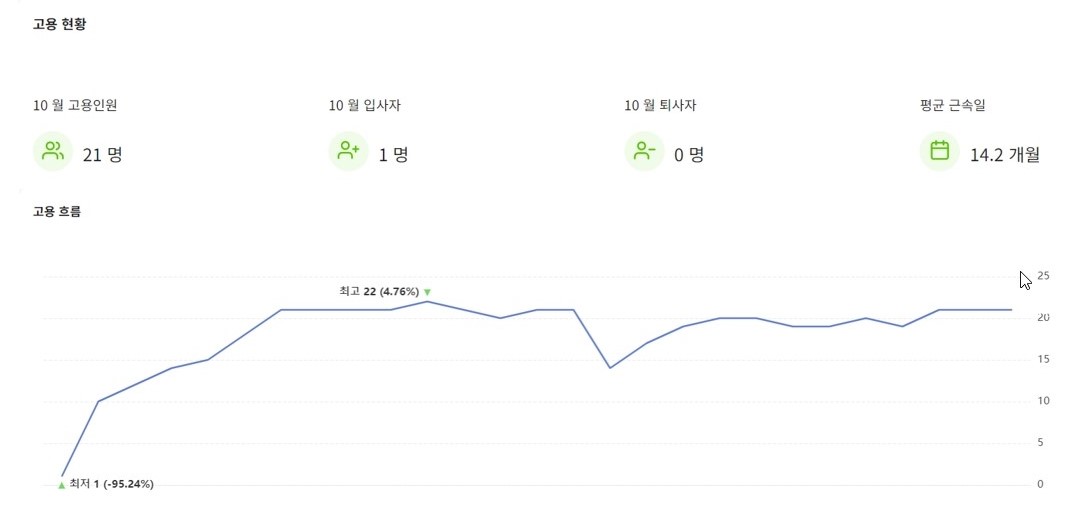 고용 현황
10 월 고용인원
21 명
10 월 입사자
1 명
10 월 퇴사자
0 명
평균 근속일
14.2 개월
고용 흐름
최고 22 (4.76%)
최저 1 (-95.24%)
25
20
15
10
5
0